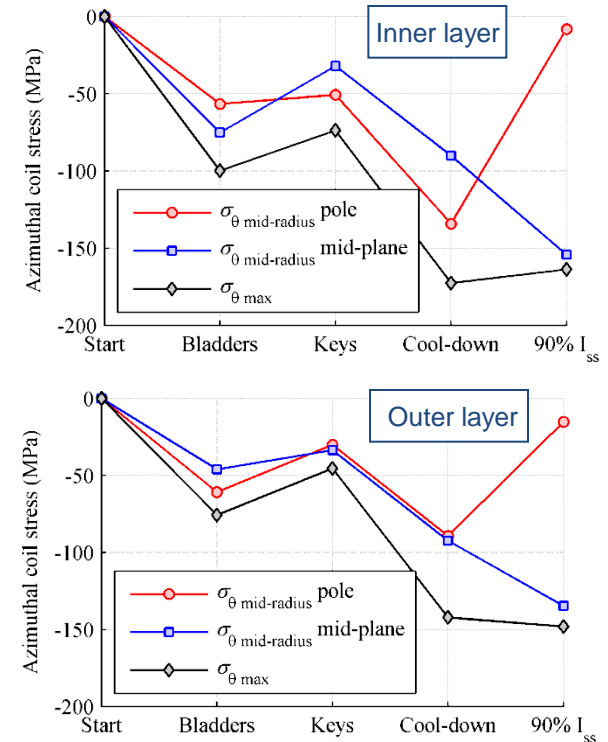 Inner layer
Azimuthal coil stress (MPa)
0
-50
-100
-150
-200
σθ mid-radius pole
σθ mid-radius mid-plane
σθ max
Start Bladders Keys Cool-down 90% Iss
Outer layer
Azimuthal coil stress (MPa)
0
-50
-100
-150
-200
σθ mid-radius pole
σθ mid-radius mid-plane
σθ max
Start Bladders Keys Cool-down 90% Iss